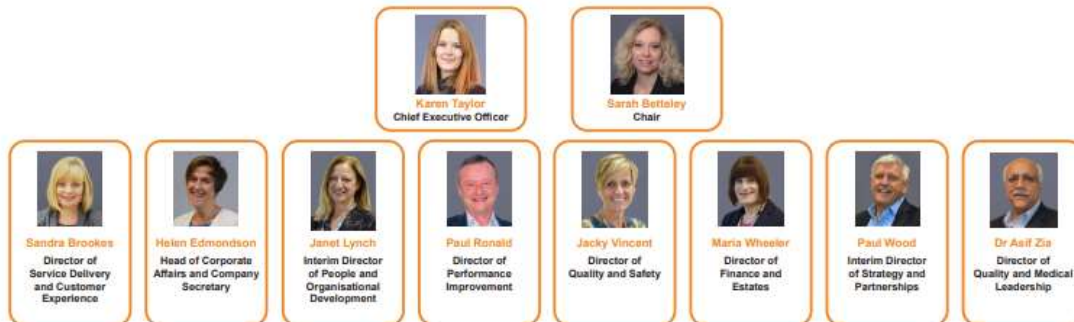 Karen Taylor
Chief Executive Officer
Sarah Betteley
Chair
Sandra Brookes
Director of
Service Delivery
and Customer
Experience
Helen Edmondson
Head of Corporate
Affairs and Company
Secretary
Janet Lynch
Interim Director
of People and
Organisational
Development
Paul Ronald
Director of
Performance
Improvement
Jacky Vincent
Director of
Quality and Safety
Maria Wheeler
Director of
Finance and
Estates
Paul Wood
Interim Director
of Strategy and
Partnerships
Dr Asif Zia
Director of
Quality and Medical
Leadership